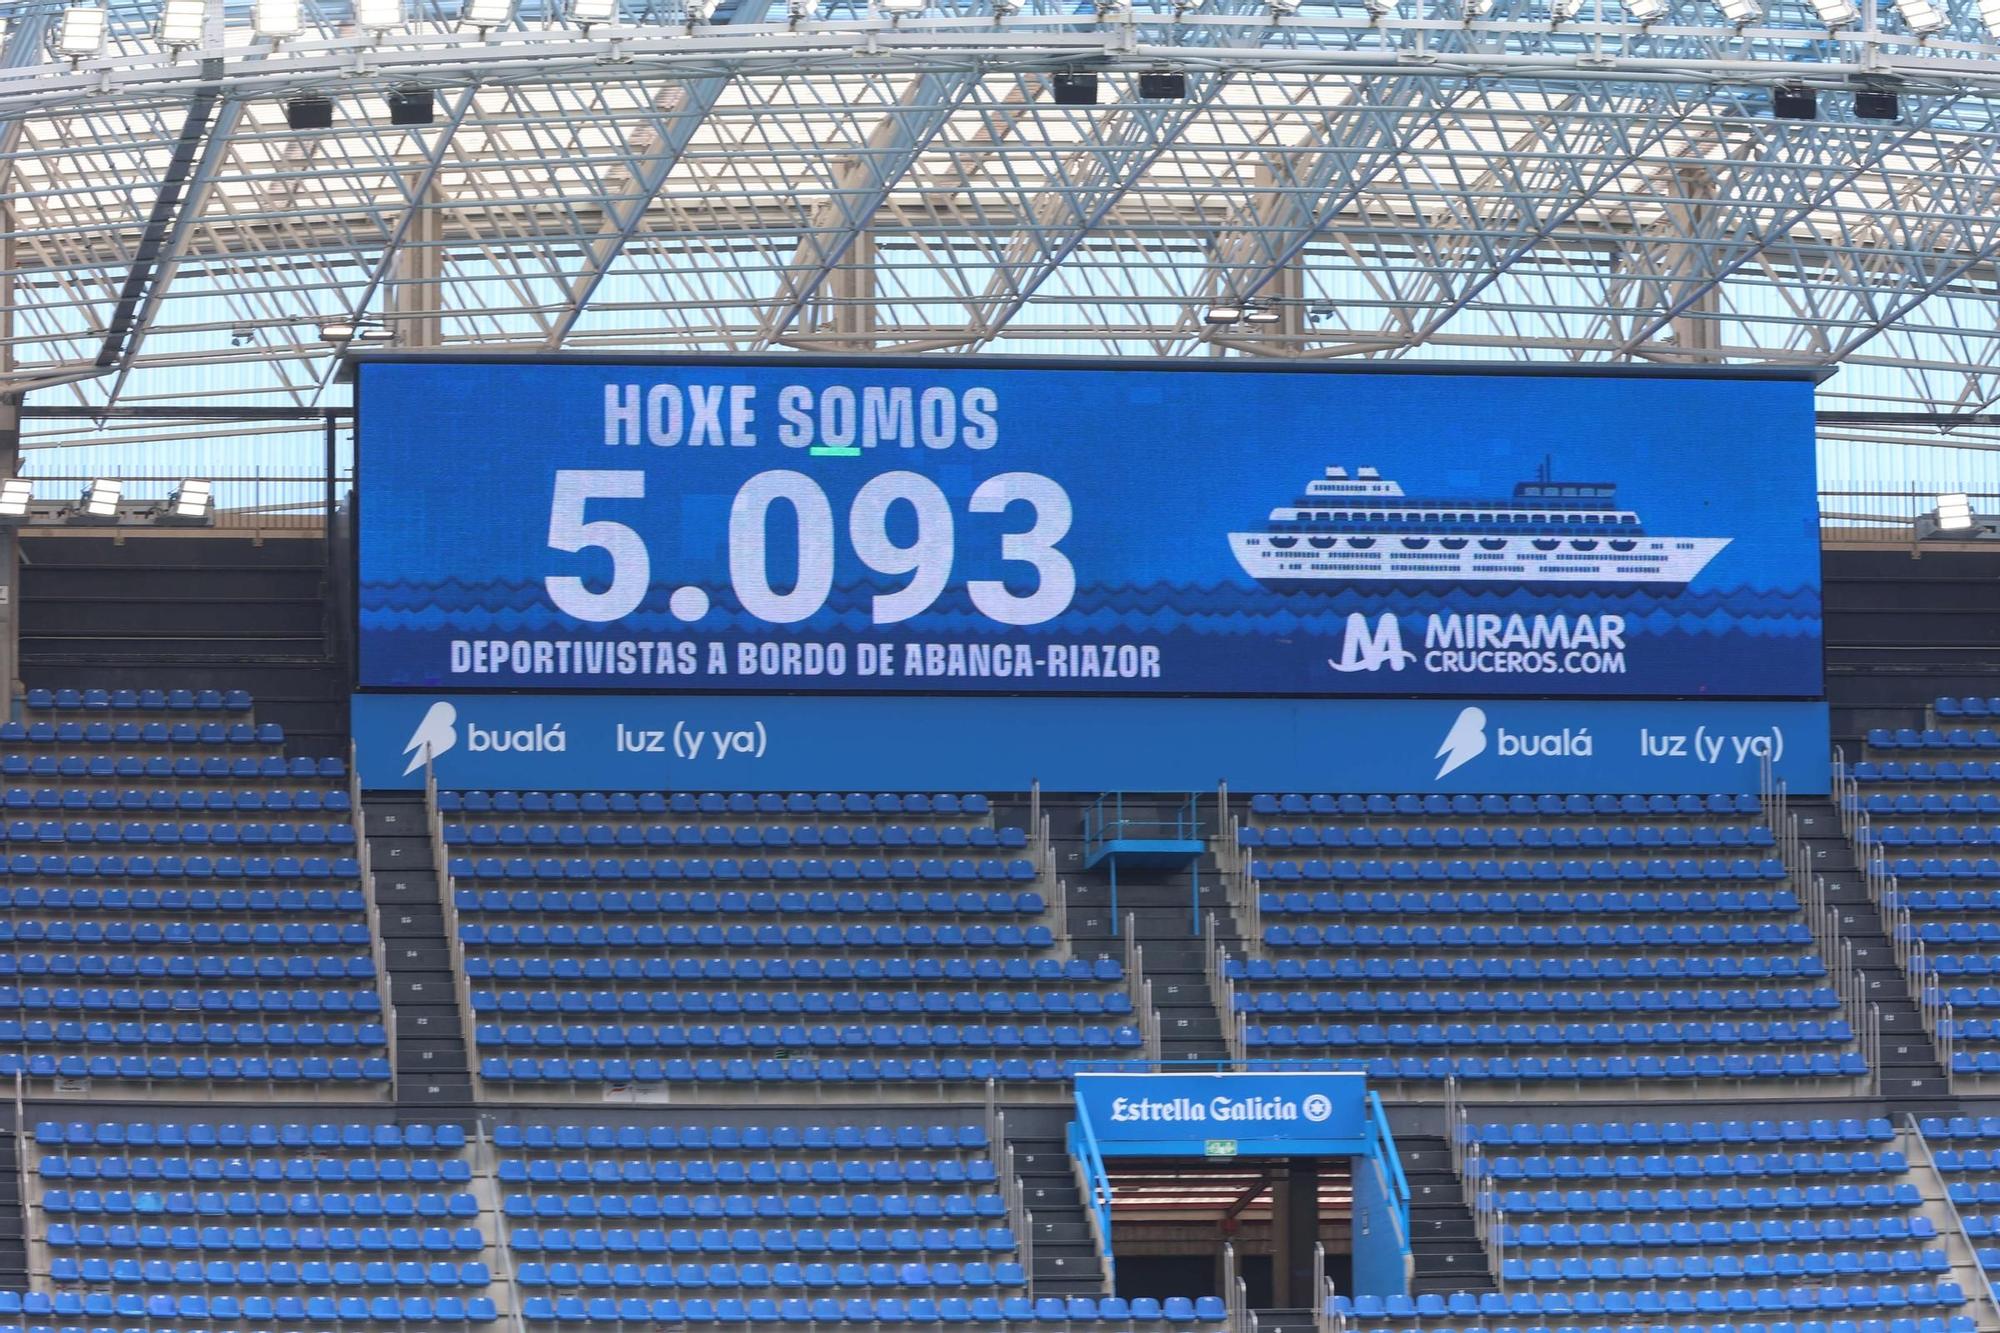 HOXE SOMOS
5.093
DEPORTIVISTAS A BORDO DE ABANCA-RIAZOR
MIRAMAR
CRUCEROS.COM
bualá luz (y ya)
bualá luz (y ya)
Estrella Galicia